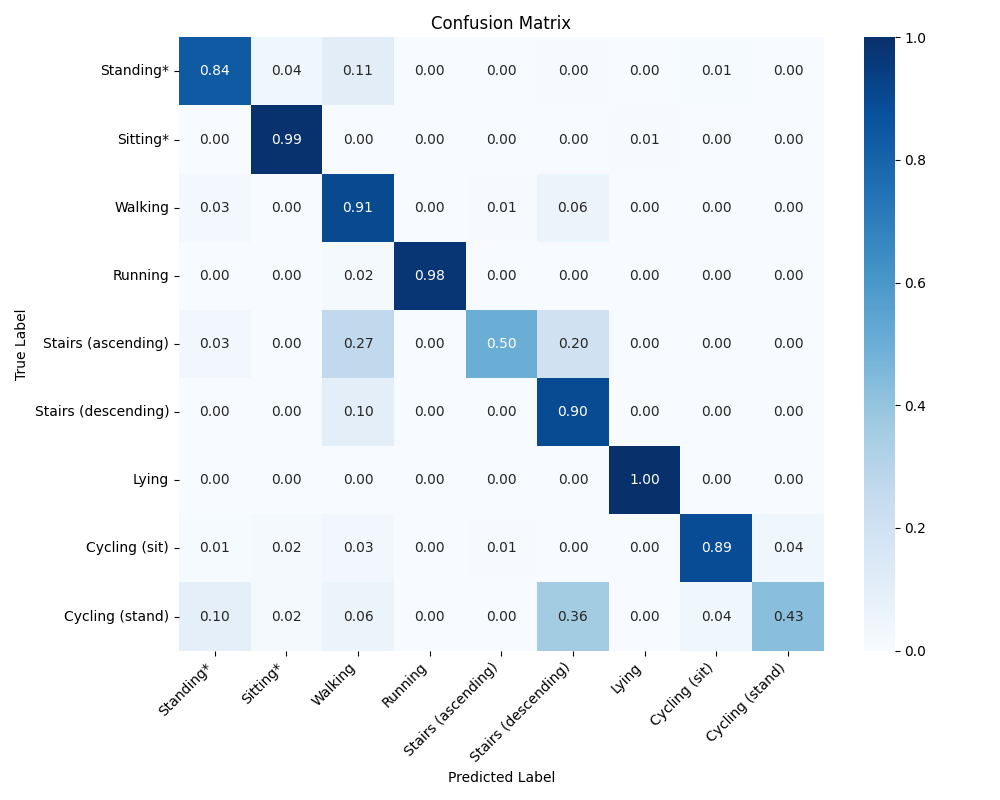 Confusion Matrix
Standing* 0.84 0.04 0.11 0.00 0.00 0.00 0.00 0.01 0.00
Sitting* 0.00 0.99 0.00 0.00 0.00 0.00 0.01 0.00 0.00
Walking 0.03 0.00 0.91 0.00 0.01 0.06 0.00 0.00 0.00
Running 0.00 0.00 0.02 0.98 0.00 0.00 0.00 0.00 0.00
Stairs (ascending) 0.03 0.00 0.27 0.00 0.50 0.20 0.00 0.00 0.00
Stairs (descending) 0.00 0.00 0.10 0.00 0.00 0.90 0.00 0.00 0.00
Lying 0.00 0.00 0.00 0.00 0.00 0.00 1.00 0.00 0.00
Cycling (sit) 0.01 0.02 0.03 0.00 0.01 0.00 0.00 0.89 0.04
Cycling (stand) 0.10 0.02 0.06 0.00 0.00 0.36 0.00 0.04 0.43
True Label
Standing* Sitting* Walking Running Stairs (ascending) Stairs (descending) Lying Cycling (sit) Cycling (stand)
Predicted Label
1.0
0.8
0.6
0.4
0.2
0.0